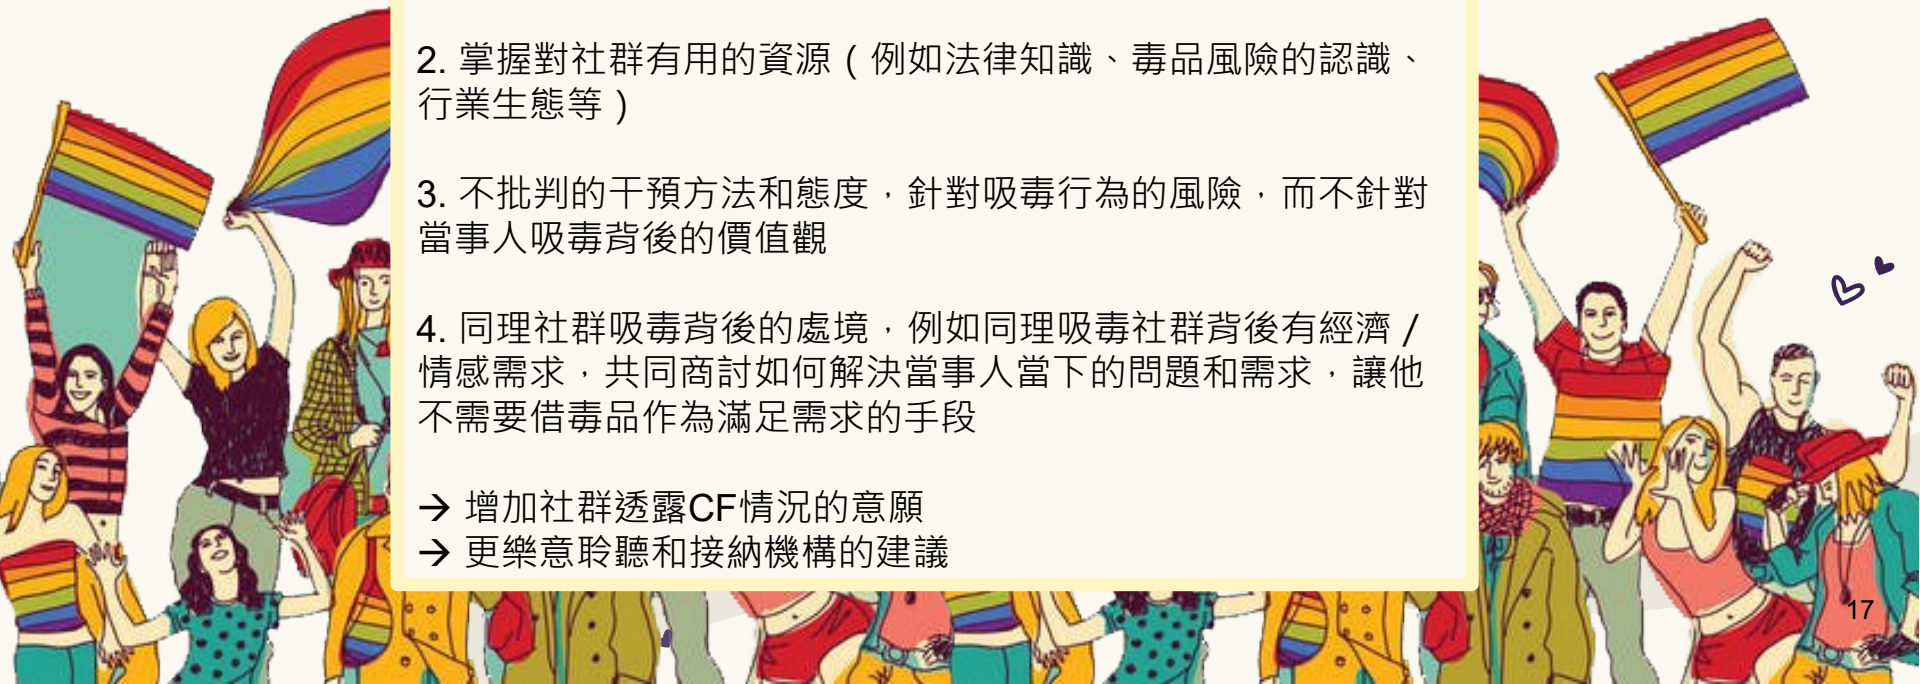 2. 掌握對社群有用的資源（例如法律知識、毒品風險的認識、
行業生態等）
3. 不批判的干預方法和態度，針對吸毒行為的風險，而不針對
當事人吸毒背後的價值觀
4. 同理社群吸毒背後的處境，例如同理吸毒社群背後有經濟／
情感需求，共同商討如何解決當事人當下的問題和需求，讓他
不需要借毒品作為滿足需求的手段
→ 增加社群透露CF情況的意願
→ 更樂意聆聽和接納機構的建議
17